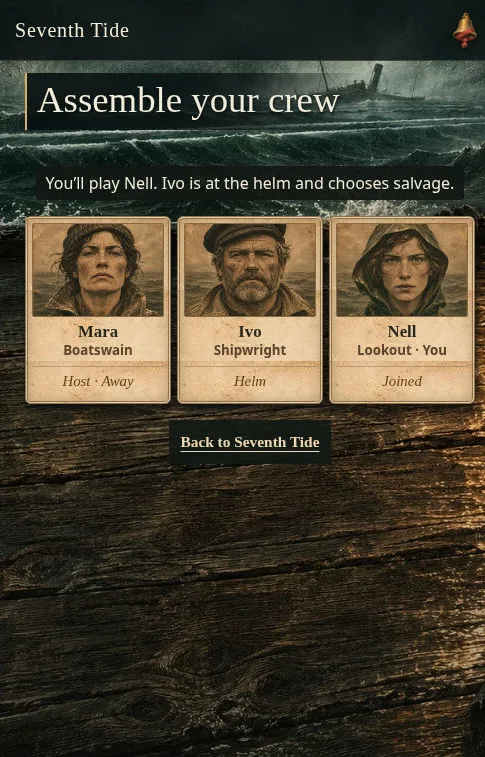 Seventh Tide
Assemble your crew
You’ll play Nell. Ivo is at the helm and chooses salvage.
Mara
Boatswain
Host · Away
Ivo
Shipwright
Helm
Nell
Lookout · You
Joined
Back to Seventh Tide